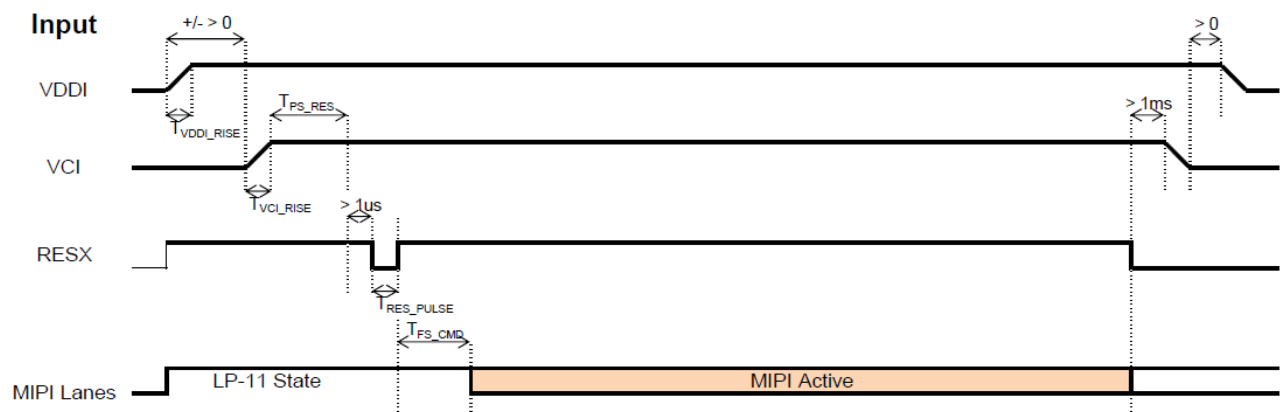 Input
+/- > 0
> 0
VDDI
T_PS_RES
> 1ms
T_VDDI_RISE
VCI
T_VCI_RISE
> 1us
RESX
T_RES_PULSE
T_FS_CMD
LP-11 State
MIPI Active
MIPI Lanes